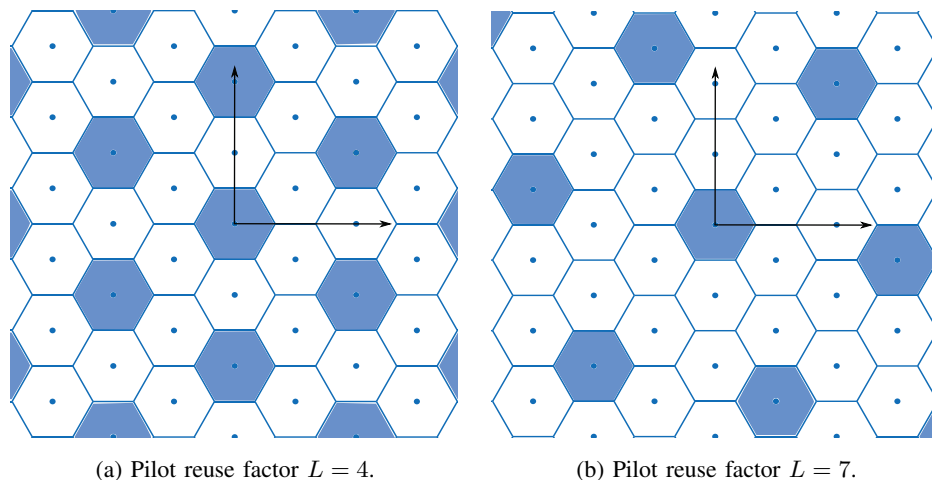 (a) Pilot reuse factor L = 4.
(b) Pilot reuse factor L = 7.